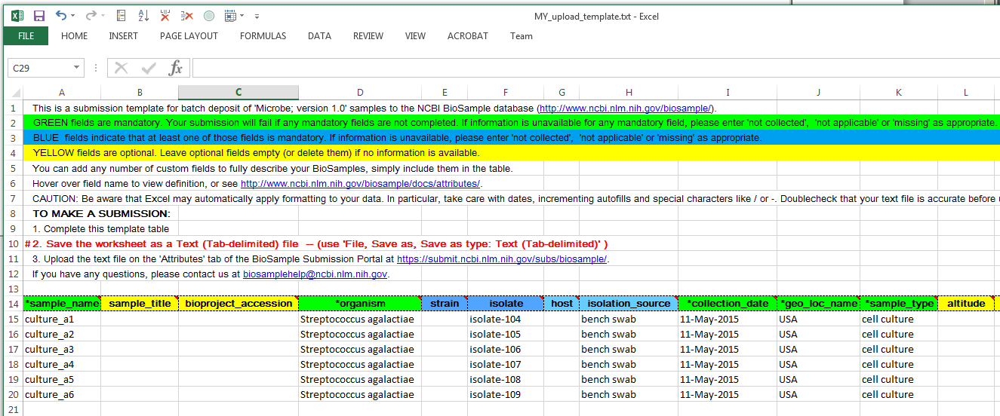 MY_upload_template.txt - Excel
FILE HOME INSERT PAGE LAYOUT FORMULAS DATA REVIEW VIEW ACROBAT Team
C29 fx
A B C D E F G H I J K L
1 This is a submission template for batch deposit of 'Microbe; version 1.0' samples to the NCBI BioSample database (http://www.ncbi.nlm.nih.gov/biosample/).
2 GREEN fields are mandatory. Your submission will fail if any mandatory fields are not completed. If information is unavailable for any mandatory field, please enter 'not collected', 'not applicable' or 'missing' as appropriate.
3 BLUE fields indicate that at least one of those fields is mandatory. If information is unavailable, please enter 'not collected', 'not applicable' or 'missing' as appropriate.
4 YELLOW fields are optional. Leave optional fields empty (or delete them) if no information is available.
5 You can add any number of custom fields to fully describe your BioSamples, simply include them in the table.
6 Hover over field name to view definition, or see http://www.ncbi.nlm.nih.gov/biosample/docs/attributes/.
7 CAUTION: Be aware that Excel may automatically apply formatting to your data. In particular, take care with dates, incrementing autofills and special characters like / or -. Doublecheck that your text file is accurate before
8 TO MAKE A SUBMISSION:
9 1. Complete this template table
10 # 2. Save the worksheet as a Text (Tab-delimited) file -- (use 'File, Save as, Save as type: Text (Tab-delimited)' )
11 3. Upload the text file on the 'Attributes' tab of the BioSample Submission Portal at https://submit.ncbi.nlm.nih.gov/subs/biosample/.
12 If you have any questions, please contact us at biosamplehelp@ncbi.nlm.nih.gov.
13
14 *sample_name sample_title bioproject_accession *organism strain isolate host isolation_source *collection_date *geo_loc_name *sample_type altitude
15 culture_a1 Streptococcus agalactiae isolate-104 bench swab 11-May-2015 USA cell culture
16 culture_a2 Streptococcus agalactiae isolate-105 bench swab 11-May-2015 USA cell culture
17 culture_a3 Streptococcus agalactiae isolate-106 bench swab 11-May-2015 USA cell culture
18 culture_a4 Streptococcus agalactiae isolate-107 bench swab 11-May-2015 USA cell culture
19 culture_a5 Streptococcus agalactiae isolate-108 bench swab 11-May-2015 USA cell culture
20 culture_a6 Streptococcus agalactiae isolate-109 bench swab 11-May-2015 USA cell culture
21